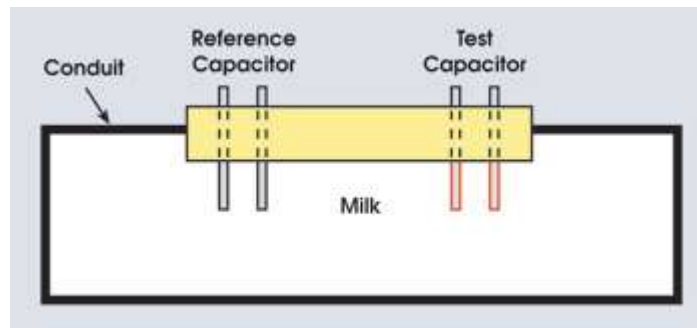 Conduit
Reference
Capacitor
Test
Capacitor
Milk